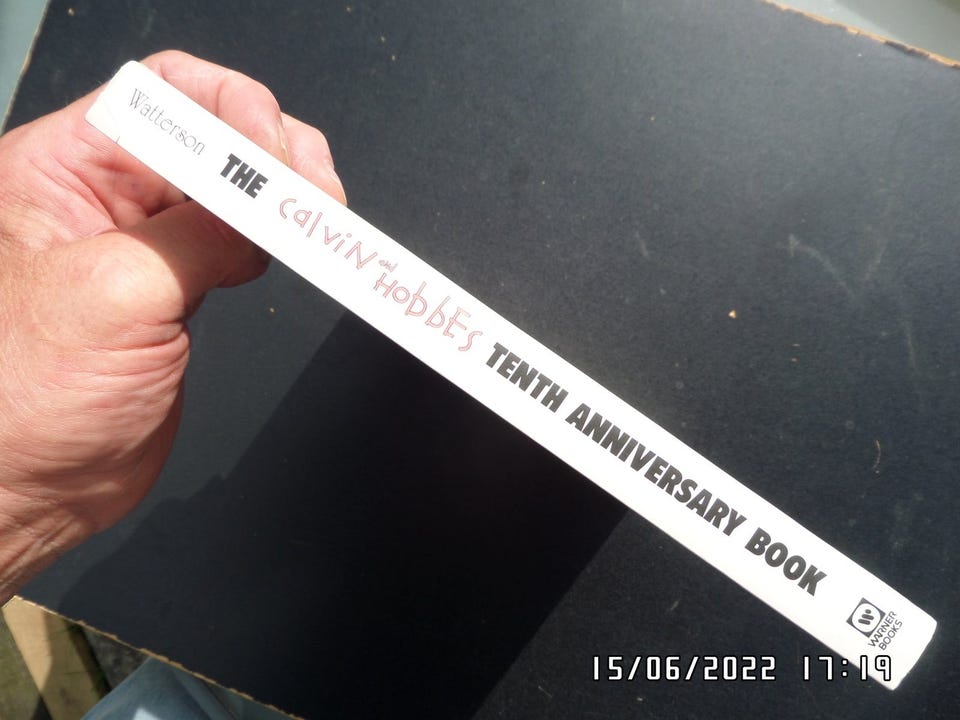 Watterson THE CalviN and HobbEs TENTH ANNIVERSARY BOOK
WARNER
BOOKS
15/06/2022 17:19